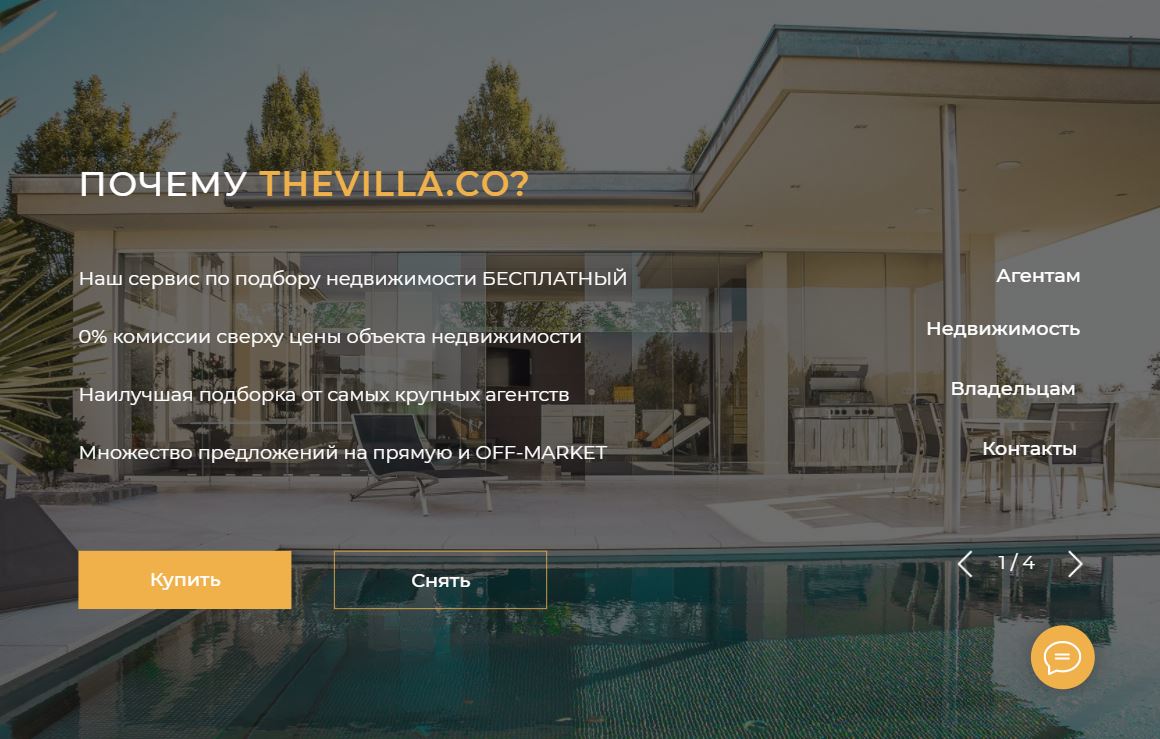 ПОЧЕМУ THEVILLA.CO?
Наш сервис по подбору недвижимости БЕСПЛАТНЫЙ
0% комиссии сверху цены объекта недвижимости
Наилучшая подборка от самых крупных агентств
Множество предложений на прямую и OFF-MARKET
Купить
Снять
Агентам
Недвижимость
Владельцам
Контакты
1 / 4